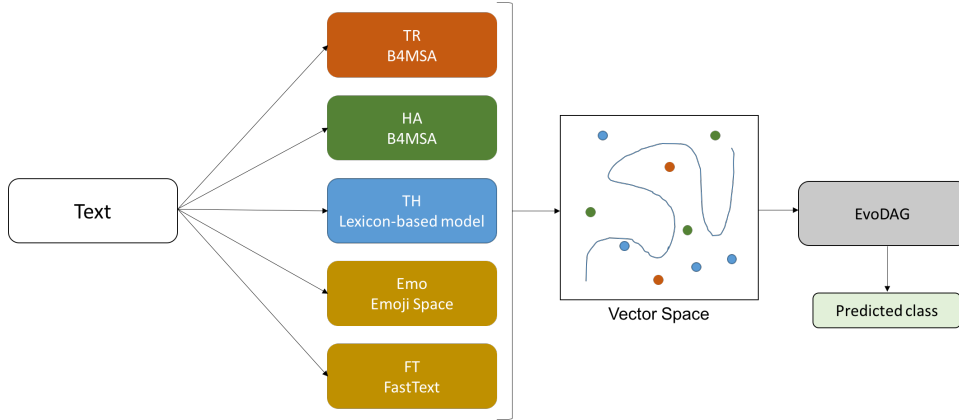 Text
TR
B4MSA
HA
B4MSA
TH
Lexicon-based model
Emo
Emoji Space
FT
FastText
Vector Space
EvoDAG
Predicted class